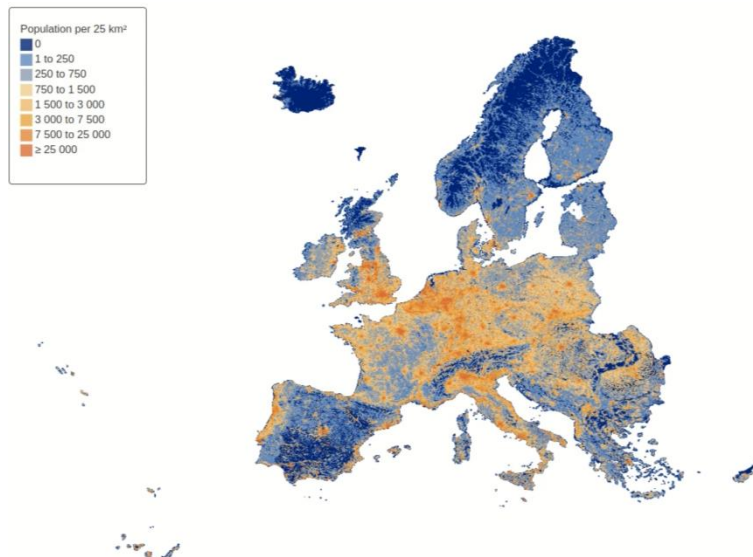 Population per 25 km²
0
1 to 250
250 to 750
750 to 1 500
1 500 to 3 000
3 000 to 7 500
7 500 to 25 000
≥ 25 000